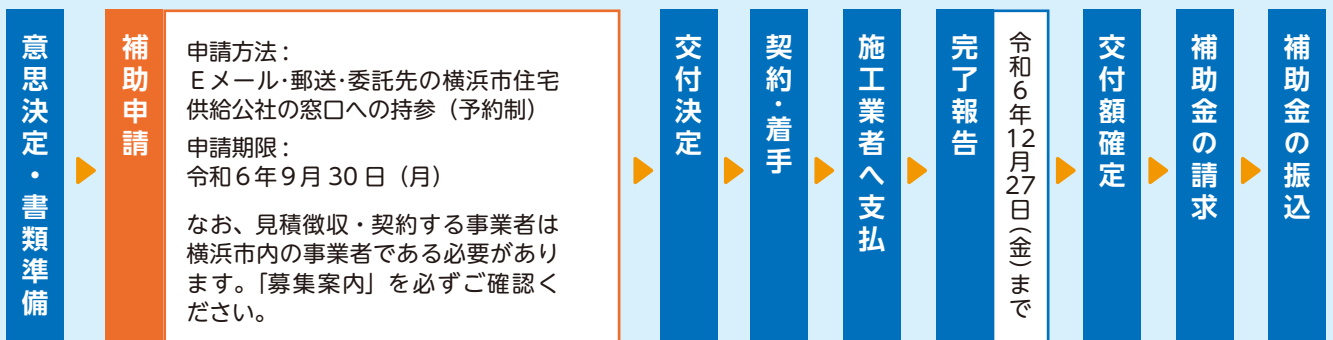 意思決定・書類準備
補助申請
申請方法：
Ｅメール・郵送・委託先の横浜市住宅
供給公社の窓口への持参（予約制）
申請期限：
令和６年９月 30 日（月）
なお、見積徴収・契約する事業者は
横浜市内の事業者である必要があり
ます。「募集案内」を必ずご確認く
ださい。
交付決定
契約・着手
施工業者へ支払
完了報告
令和６年12月27日（金）まで
交付額確定
補助金の請求
補助金の振込